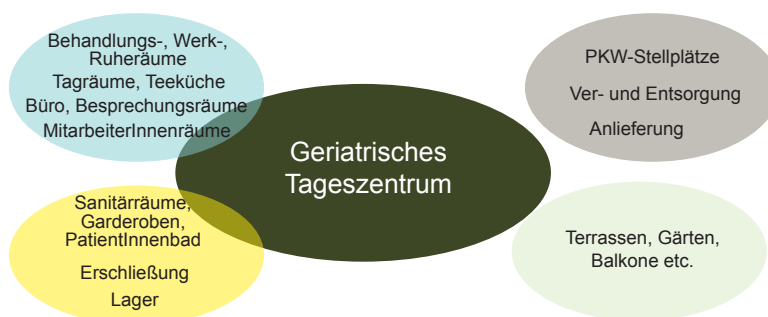 Behandlungs-, Werk-,
Ruheräume
Tagräume, Teeküche
Büro, Besprechungsräume
MitarbeiterInnenräume
Sanitärräume,
Garderoben,
PatientInnenbad
Erschließung
Lager
Geriatrisches
Tageszentrum
PKW-Stellplätze
Ver- und Entsorgung
Anlieferung
Terrassen, Gärten,
Balkone etc.